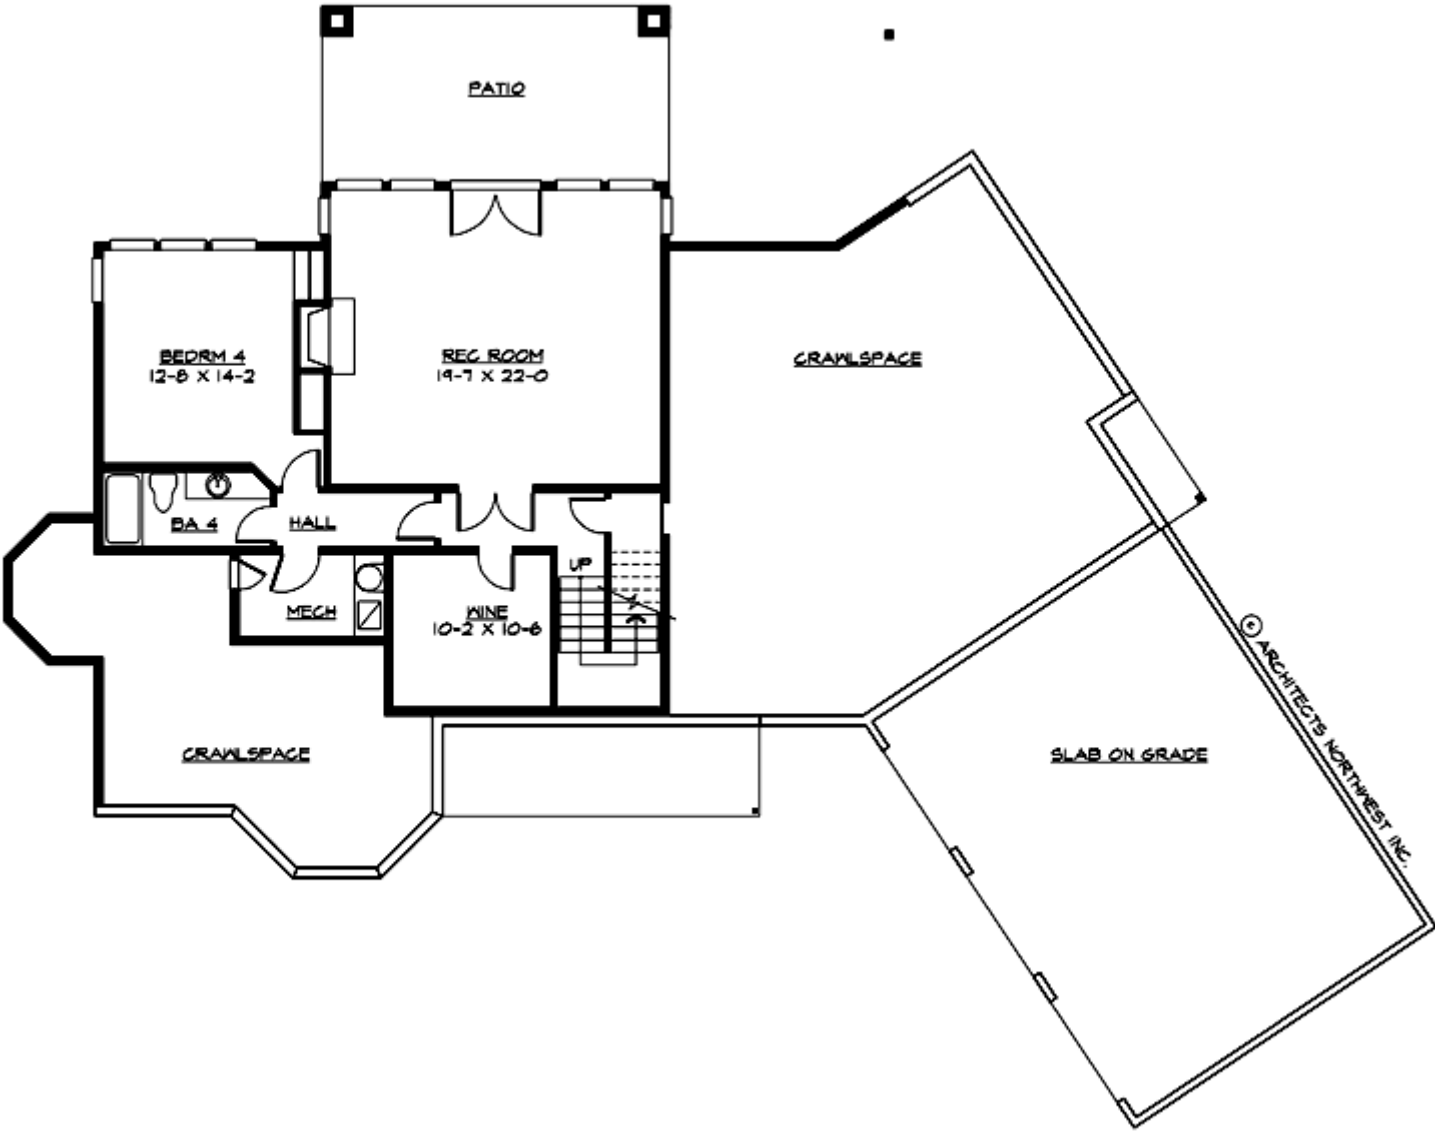 PATIO
BEDRM 4
12-8 X 14-2
REC ROOM
19-7 X 22-0
CRAWLSPACE
BA 4
HALL
UP
MECH
WINE
10-2 X 10-6
CRAWLSPACE
SLAB ON GRADE
© ARCHITECTS NORTHWEST INC.